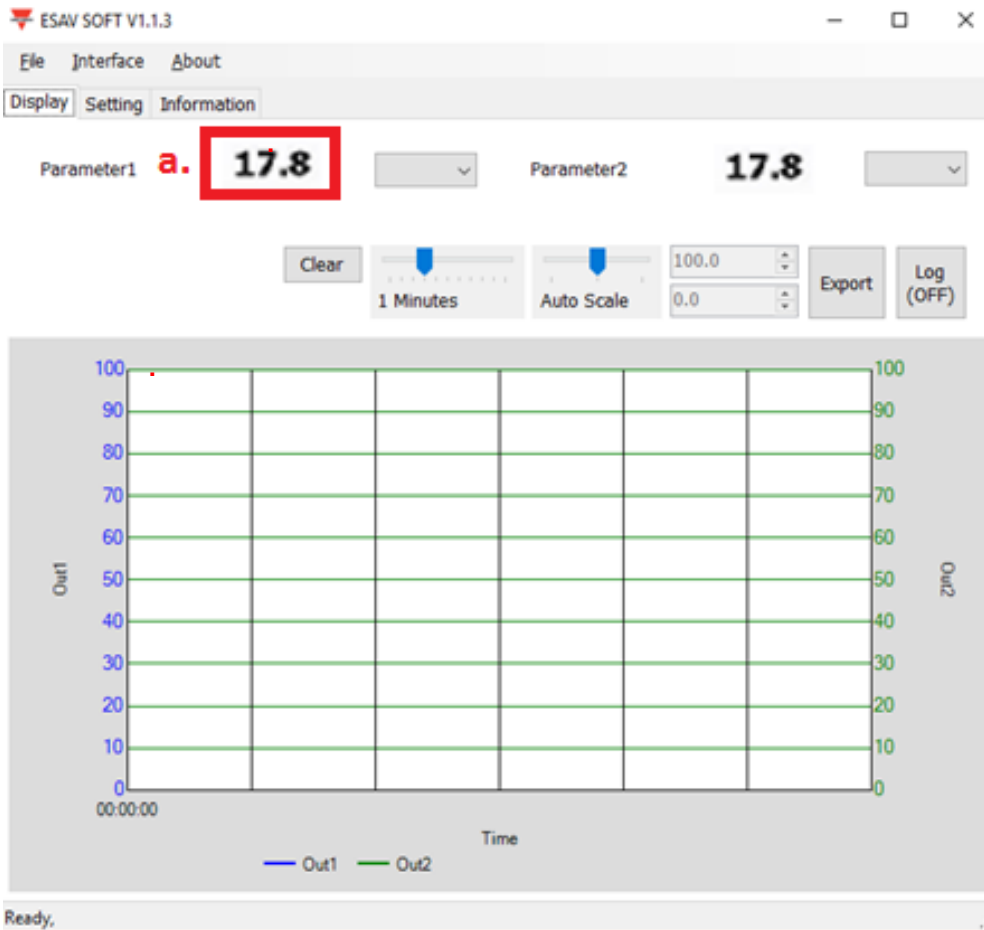 ESAV SOFT V1.1.3
File Interface About
Display Setting Information
Parameter1 a. 17.8 Parameter2 17.8
Clear 1 Minutes Auto Scale 100.0 0.0 Export Log (OFF)
100 100
90 90
80 80
70 70
60 60
Out1 50 50 Out2
40 40
30 30
20 20
10 10
0 0
00:00:00
Time
Out1 Out2
Ready,